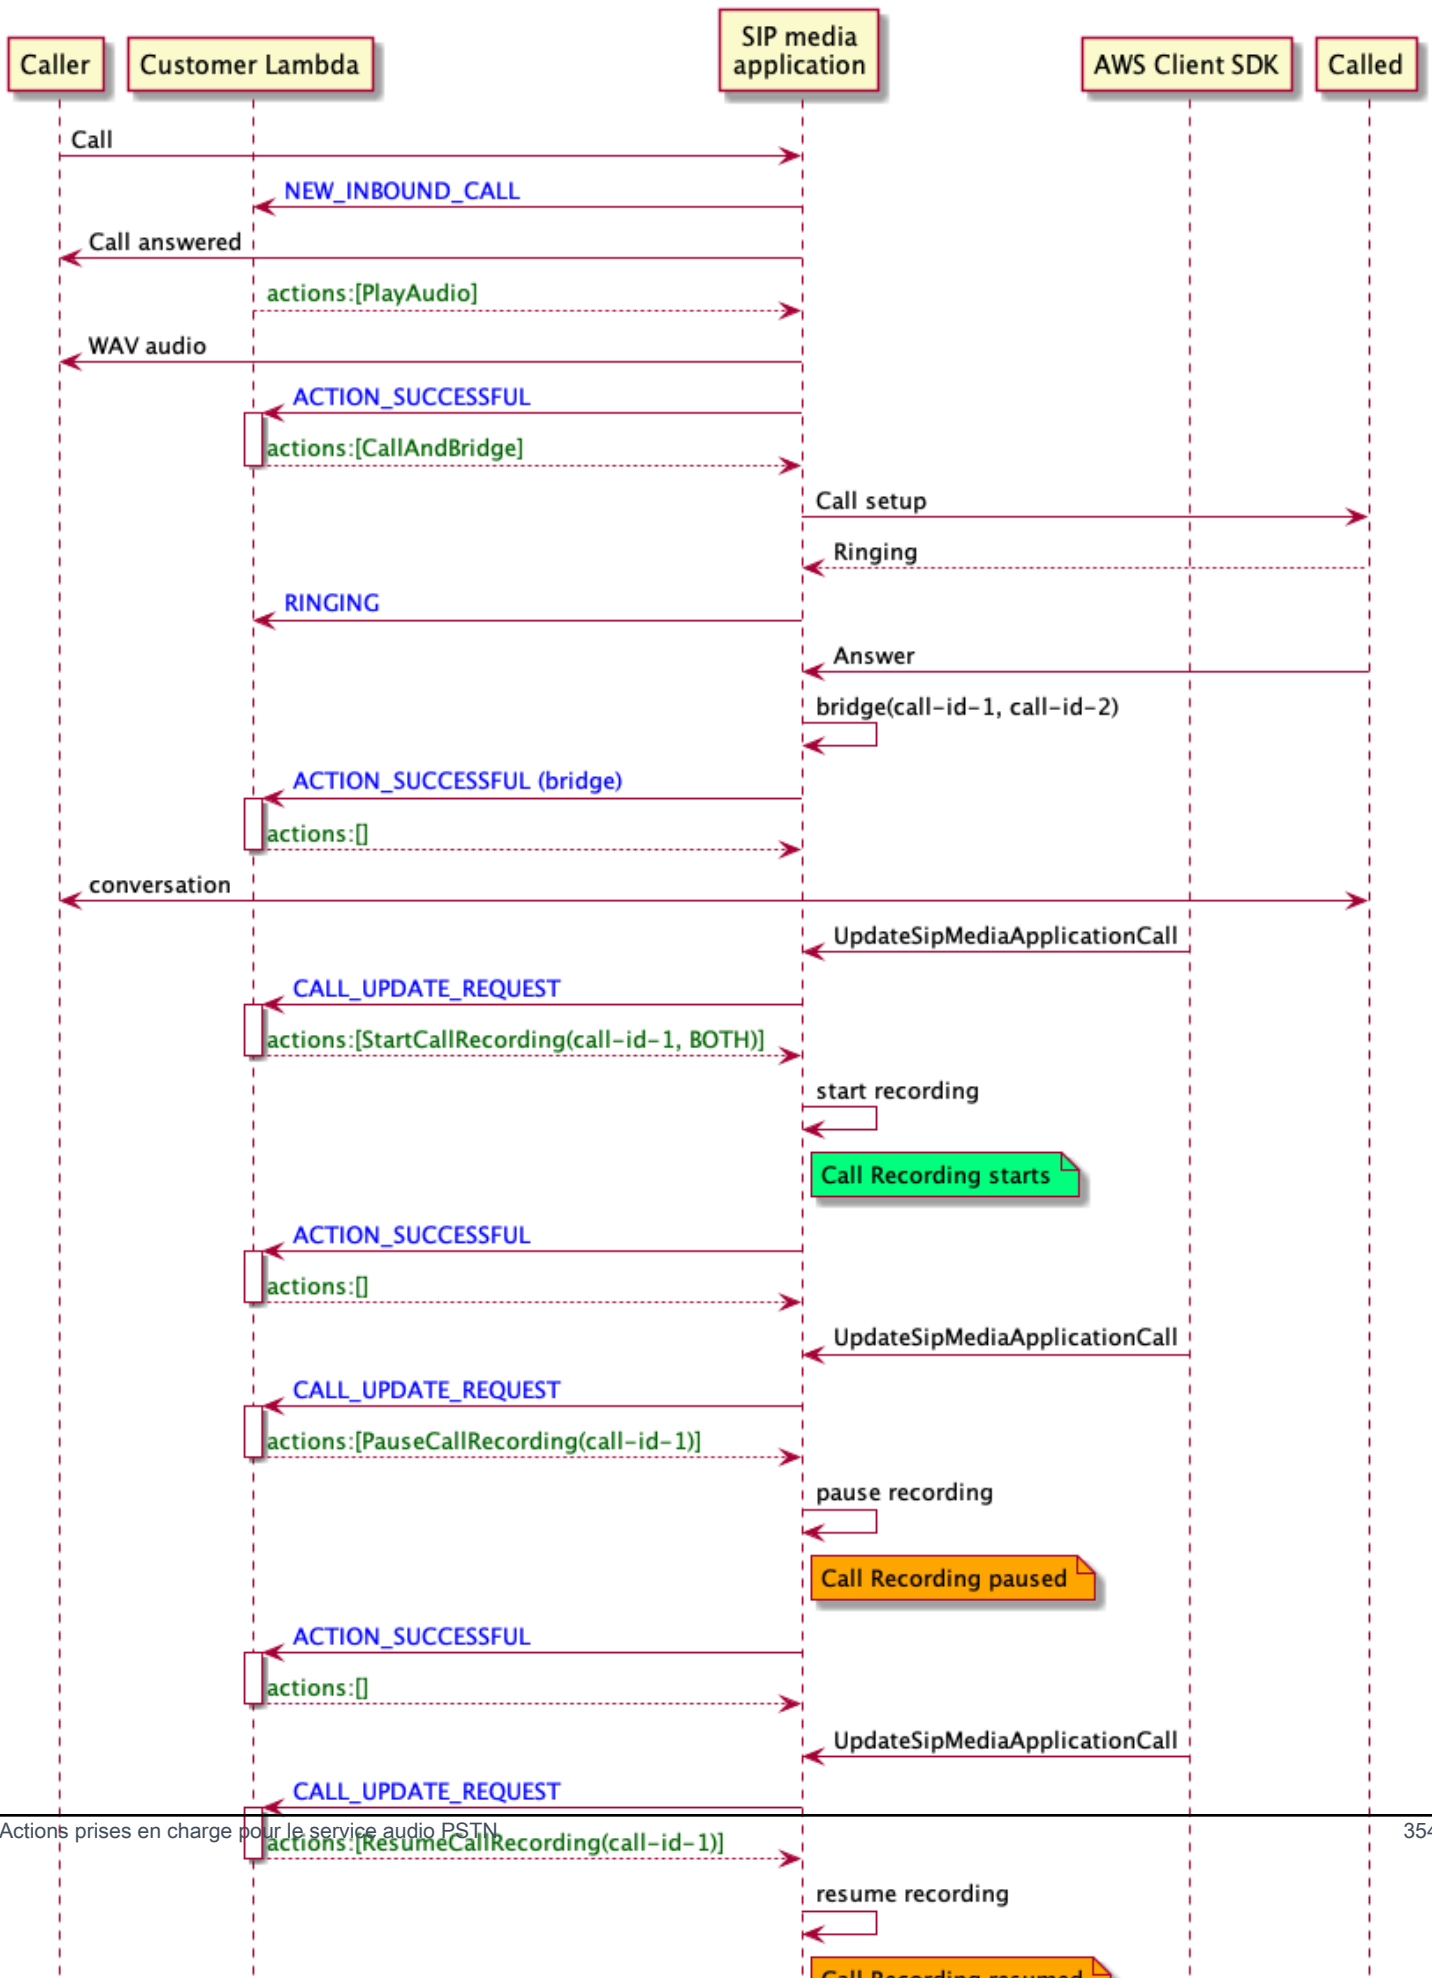 Caller
Customer Lambda
SIP media
application
AWS Client SDK
Called
Call
NEW_INBOUND_CALL
Call answered
actions:[PlayAudio]
WAV audio
ACTION_SUCCESSFUL
actions:[CallAndBridge]
Call setup
Ringing
RINGING
Answer
bridge(call-id-1, call-id-2)
ACTION_SUCCESSFUL (bridge)
actions:[]
conversation
UpdateSipMediaApplicationCall
CALL_UPDATE_REQUEST
actions:[StartCallRecording(call-id-1, BOTH)]
start recording
Call Recording starts
ACTION_SUCCESSFUL
actions:[]
UpdateSipMediaApplicationCall
CALL_UPDATE_REQUEST
actions:[PauseCallRecording(call-id-1)]
pause recording
Call Recording paused
ACTION_SUCCESSFUL
actions:[]
UpdateSipMediaApplicationCall
CALL_UPDATE_REQUEST
Actions prises en charge pour le service audio PSTN
354
actions:[ResumeCallRecording(call-id-1)]
resume recording
Call Recording resumed